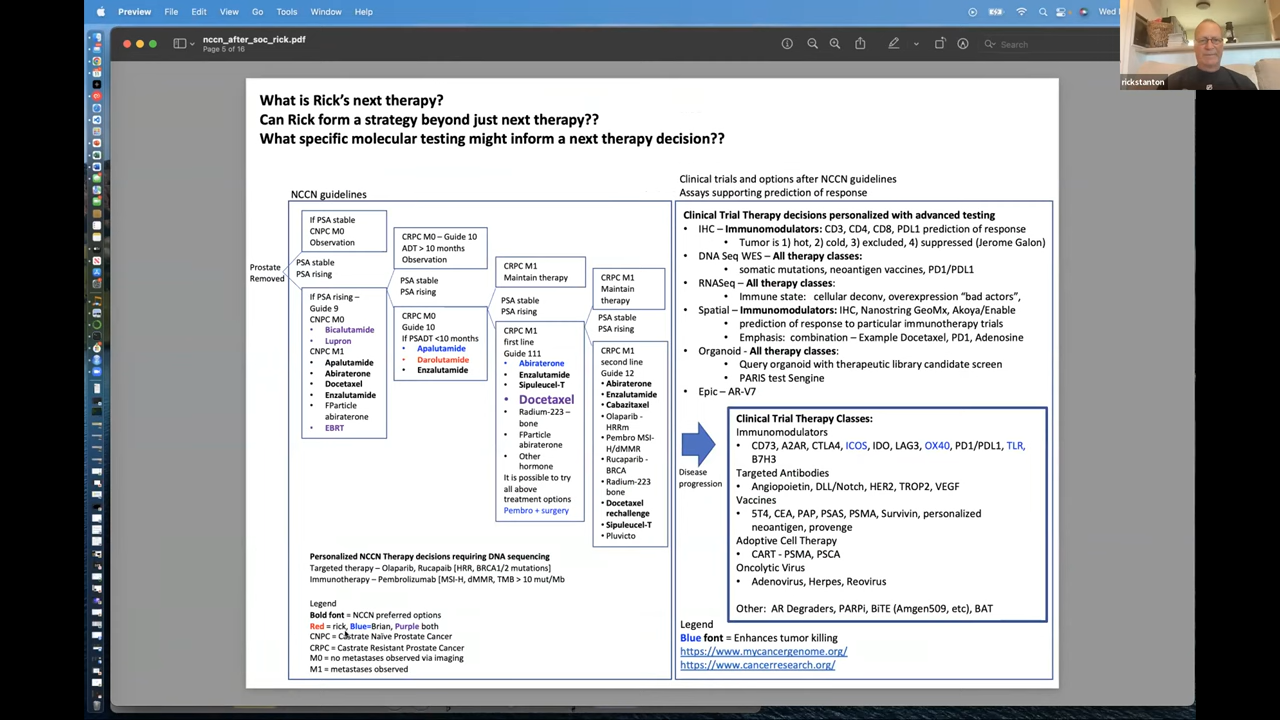 Preview File Edit View Go Tools Window Help
Wed
nccn_after_soc_rick.pdf
Page 5 of 16
Search
rickstanton
What is Rick's next therapy?
Can Rick form a strategy beyond just next therapy??
What specific molecular testing might inform a next therapy decision??
NCCN guidelines
Prostate
Removed
If PSA stable
CNPC M0
Observation
PSA stable
PSA rising
If PSA rising –
Guide 9
CNPC M0
• Bicalutamide
• Lupron
CNPC M1
• Apalutamide
• Abiraterone
• Docetaxel
• Enzalutamide
• FParticle
abiraterone
• EBRT
CRPC M0 – Guide 10
ADT > 10 months
Observation
PSA stable
PSA rising
CRPC M0
Guide 10
If PSADT <10 months
• Apalutamide
• Darolutamide
• Enzalutamide
CRPC M1
Maintain therapy
PSA stable
PSA rising
CRPC M1
first line
Guide 111
• Abiraterone
• Enzalutamide
• Sipuleucel-T
• Docetaxel
• Radium-223 –
bone
• FParticle
abiraterone
• Other
hormone
It is possible to try
all above
treatment options
Pembro + surgery
CRPC M1
Maintain
therapy
PSA stable
PSA rising
CRPC M1
second line
Guide 12
• Abiraterone
• Enzalutamide
• Cabazitaxel
• Olaparib -
HRRm
• Pembro MSI-
H/dMMR
• Rucaparib -
BRCA
• Radium-223
bone
• Docetaxel
rechallenge
• Sipuleucel-T
• Pluvicto
Personalized NCCN Therapy decisions requiring DNA sequencing
Targeted therapy – Olaparib, Rucapaib [HRR, BRCA1/2 mutations]
Immunotherapy – Pembrolizumab [MSI-H, dMMR, TMB > 10 mut/Mb
Legend
Bold font = NCCN preferred options
Red = rick, Blue=Brian, Purple both
CNPC = Castrate Naïve Prostate Cancer
CRPC = Castrate Resistant Prostate Cancer
M0 = no metastases observed via imaging
M1 = metastases observed
Clinical trials and options after NCCN guidelines
Assays supporting prediction of response
Clinical Trial Therapy decisions personalized with advanced testing
• IHC – Immunomodulators: CD3, CD4, CD8, PDL1 prediction of response
• Tumor is 1) hot, 2) cold, 3) excluded, 4) suppressed (Jerome Galon)
• DNA Seq WES – All therapy classes:
• somatic mutations, neoantigen vaccines, PD1/PDL1
• RNASeq – All therapy classes:
• Immune state: cellular deconv, overexpression "bad actors",
• Spatial – Immunomodulators: IHC, Nanostring GeoMx, Akoya/Enable
• prediction of response to particular immunotherapy trials
• Emphasis: combination – Example Docetaxel, PD1, Adenosine
• Organoid - All therapy classes:
• Query organoid with therapeutic library candidate screen
• PARIS test Sengine
• Epic – AR-V7
Disease
progression
Clinical Trial Therapy Classes:
Immunomodulators
• CD73, A2AR, CTLA4, ICOS, IDO, LAG3, OX40, PD1/PDL1, TLR,
B7H3
Targeted Antibodies
• Angiopoietin, DLL/Notch, HER2, TROP2, VEGF
Vaccines
• 5T4, CEA, PAP, PSAS, PSMA, Survivin, personalized
neoantigen, provenge
Adoptive Cell Therapy
• CART - PSMA, PSCA
Oncolytic Virus
• Adenovirus, Herpes, Reovirus
Other: AR Degraders, PARPi, BiTE (Amgen509, etc), BAT
Legend
Blue font = Enhances tumor killing
https://www.mycancergenome.org/
https://www.cancerresearch.org/